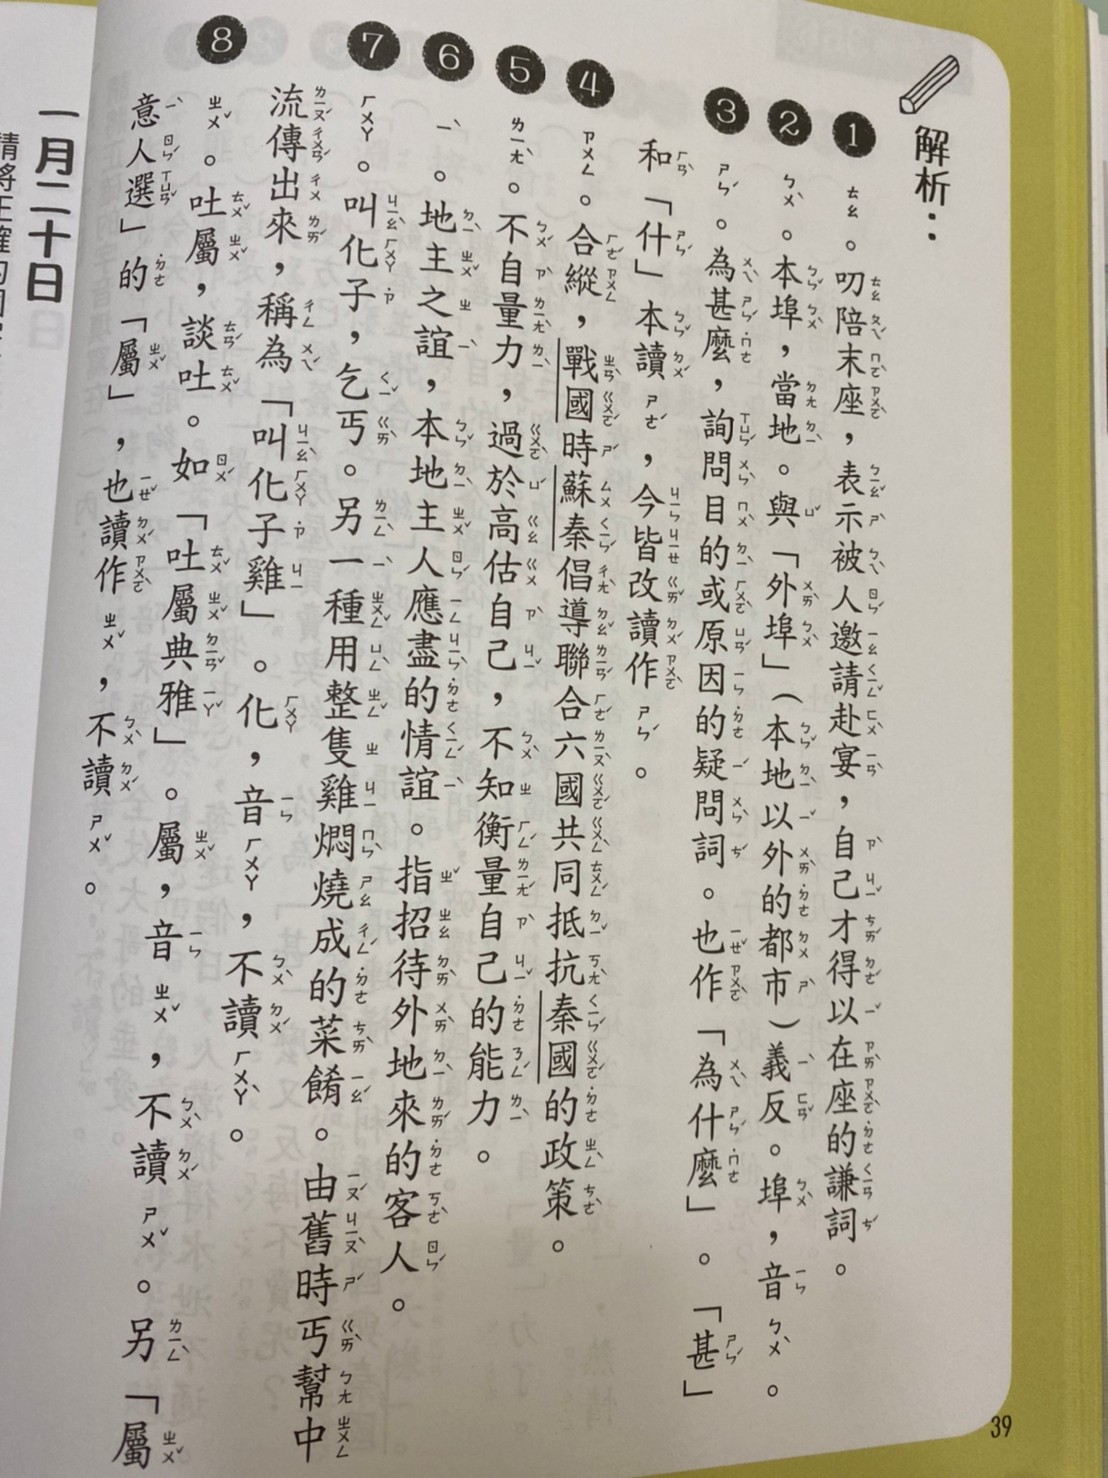 解析：
1 ㄊㄠ。叨陪末座，表示被人邀請赴宴，自己才得以在座的謙詞。
2 ㄅㄨˋ。本埠，當地。與「外埠」（本地以外的都市）義反。埠，音ㄅㄨˋ。
3 ㄕㄣˊ。為甚麼，詢問目的或原因的疑問詞。也作「為什麼」。「甚」
和「什」本讀ㄕㄜˊ，今皆改讀作ㄕㄣˊ。
4 ㄗㄨㄥ。合縱，戰國時蘇秦倡導聯合六國共同抵抗秦國的政策。
5 ㄌㄧㄤˋ。不自量力，過於高估自己，不知衡量自己的能力。
6 ㄧˋ。地主之誼，本地主人應盡的情誼。指招待外地來的客人。
7 ㄏㄨㄚ。叫化子，乞丐。另一種用整隻雞燜燒成的菜餚。由舊時丐幫中
流傳出來，稱為「叫化子雞」。化，音ㄏㄨㄚ，不讀ㄏㄨㄚˋ。
8 ㄓㄨˇ。吐屬，談吐。如「吐屬典雅」。屬，音ㄓㄨˇ，不讀ㄕㄨˇ。另「屬
意人選」的「屬」，也讀作ㄓㄨˇ，不讀ㄕㄨˇ。
39
一月二十日